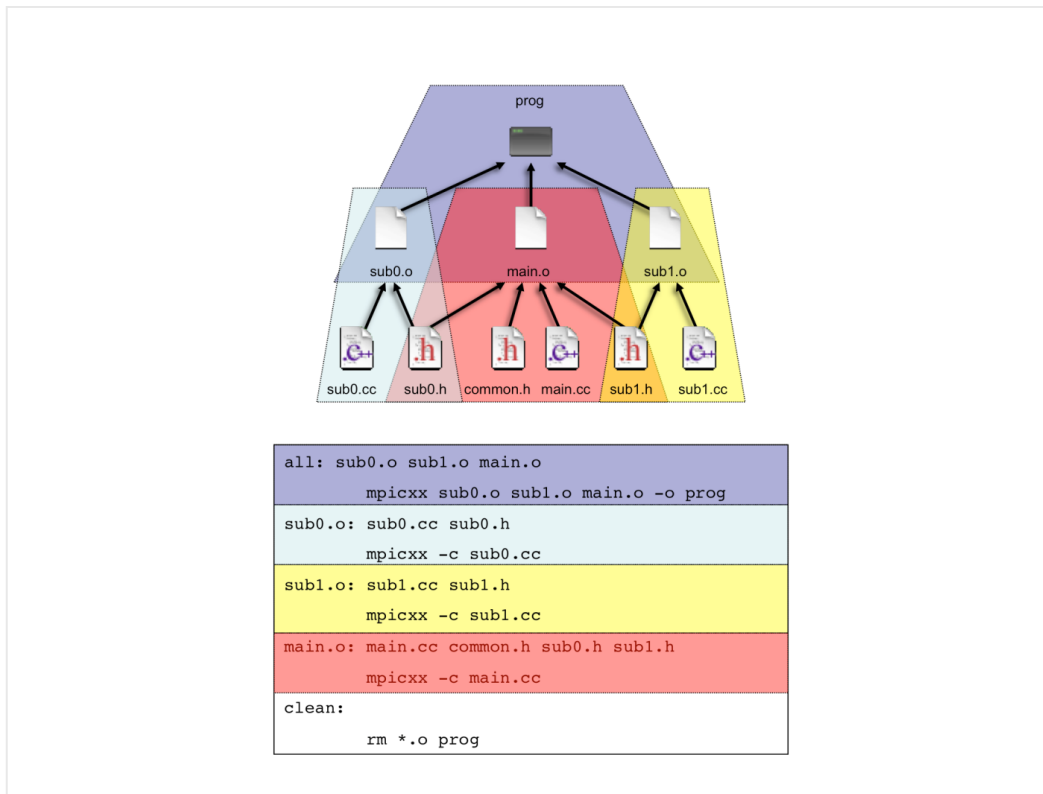 prog
sub0.o main.o sub1.o
.c++ .h .h .c++ .h .c++
sub0.cc sub0.h common.h main.cc sub1.h sub1.cc
all: sub0.o sub1.o main.o
mpicxx sub0.o sub1.o main.o -o prog
sub0.o: sub0.cc sub0.h
mpicxx -c sub0.cc
sub1.o: sub1.cc sub1.h
mpicxx -c sub1.cc
main.o: main.cc common.h sub0.h sub1.h
mpicxx -c main.cc
clean:
rm *.o prog